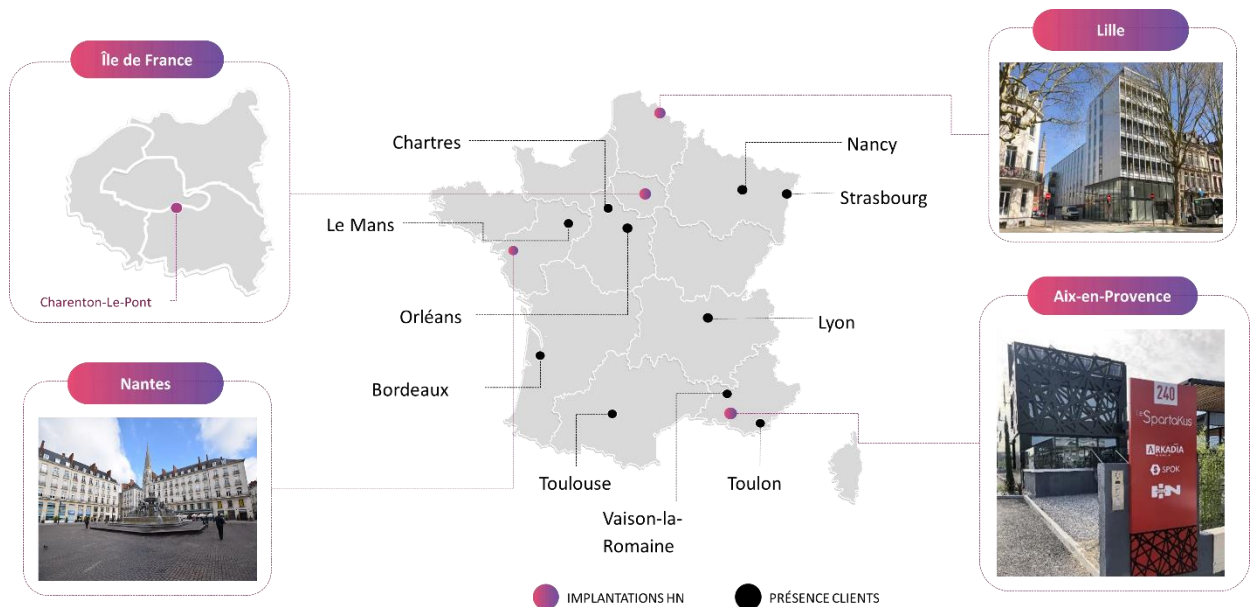 Île de France
Lille
Chartres
Nancy
Strasbourg
Le Mans
Charenton-Le-Pont
Aix-en-Provence
Orléans
Lyon
Nantes
Bordeaux
240
Le SpartaKus
ARKADIA
SPOK
HN
Toulouse
Toulon
Vaison-la-
Romaine
IMPLANTATIONS HN
PRÉSENCE CLIENTS